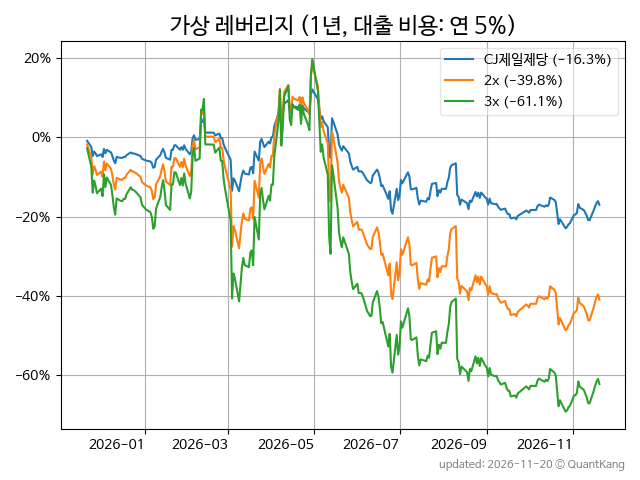 가상 레버리지 (1년, 대출 비용: 연 5%)
CJ제일제당 (−16.3%)
2x (−39.8%)
3x (−61.1%)
20%
0%
−20%
−40%
−60%
2026-01 2026-03 2026-05 2026-07 2026-09 2026-11
updated: 2026-11-20 © QuantKang